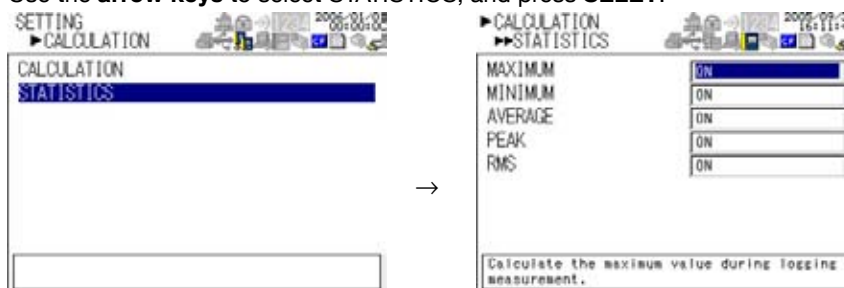 Use the arrow keys to select STATISTICS, and press SELET.
SETTING
►CALCULATION
CALCULATION
STATISTICS
→
►CALCULATION
►►STATISTICS
MAXIMUM ON
MINIMUM ON
AVERAGE ON
PEAK ON
RMS ON
Calculate the maximum value during logging
measurement.